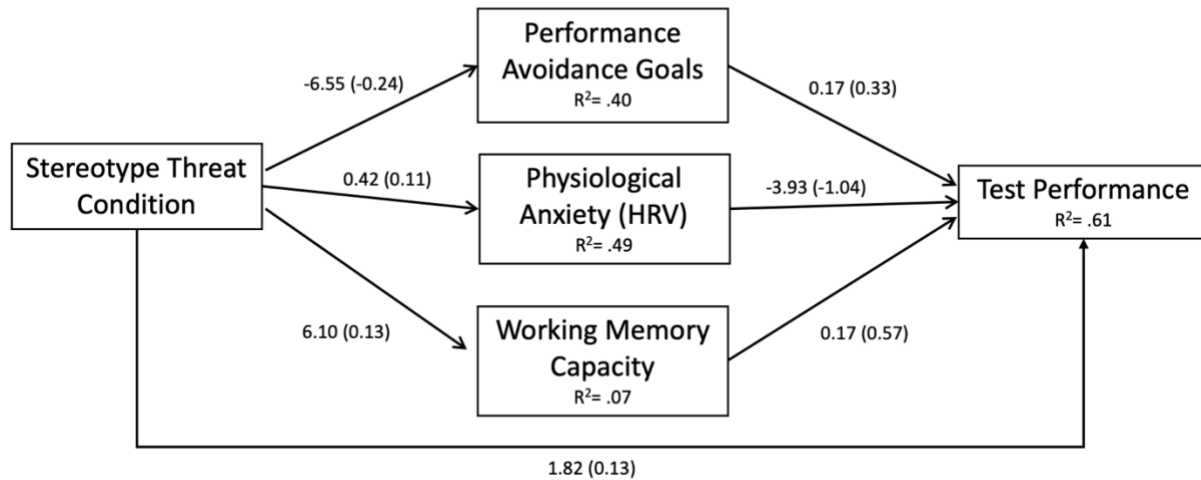 Performance
Avoidance Goals
R²= .40
-6.55 (-0.24)
0.17 (0.33)
Stereotype Threat
Condition
0.42 (0.11)
Physiological
Anxiety (HRV)
R²= .49
-3.93 (-1.04)
Test Performance
R²= .61
6.10 (0.13)
Working Memory
Capacity
R²= .07
0.17 (0.57)
1.82 (0.13)